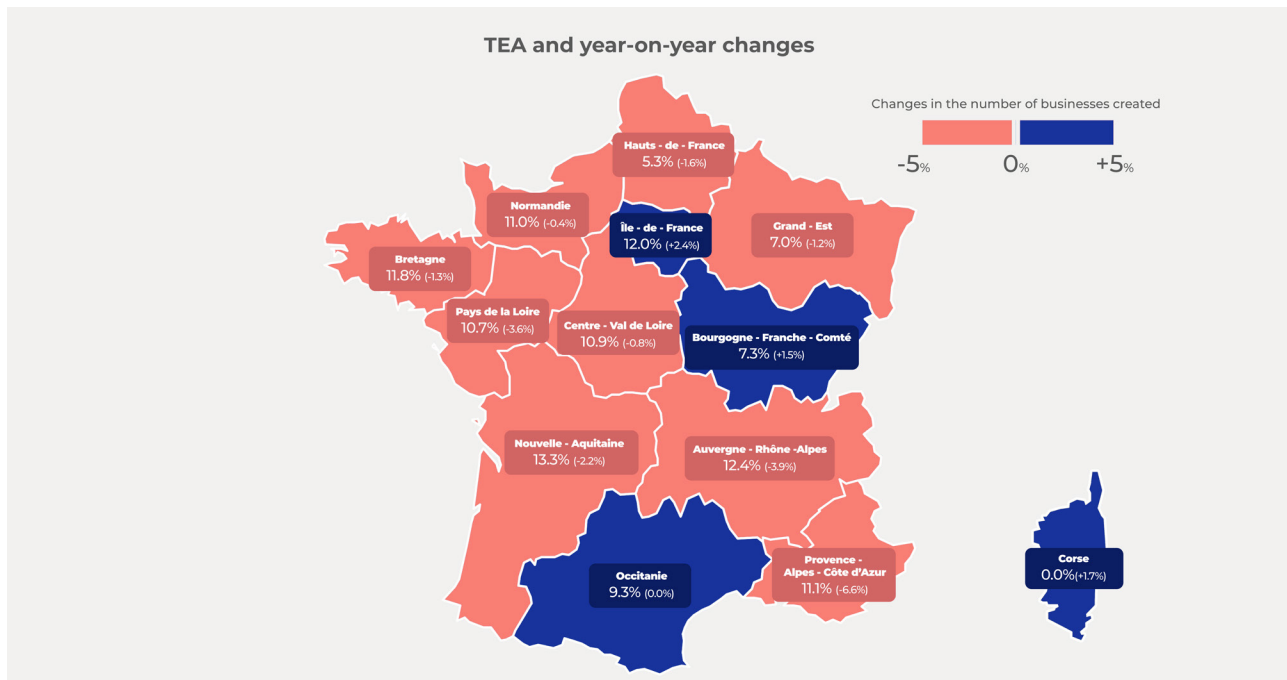 TEA and year-on-year changes
Changes in the number of businesses created
-5% 0% +5%
Hauts - de - France
5.3% (-1.6%)
Normandie
11.0% (-0.4%)
Île - de - France
12.0% (+2.4%)
Grand - Est
7.0% (-1.2%)
Bretagne
11.8% (-1.3%)
Pays de la Loire
10.7% (-3.6%)
Centre - Val de Loire
10.9% (-0.8%)
Bourgogne - Franche - Comté
7.3% (+1.5%)
Nouvelle - Aquitaine
13.3% (-2.2%)
Auvergne - Rhône -Alpes
12.4% (-3.9%)
Occitanie
9.3% (0.0%)
Provence -
Alpes - Côte d'Azur
11.1% (-6.6%)
Corse
0.0%(+1.7%)